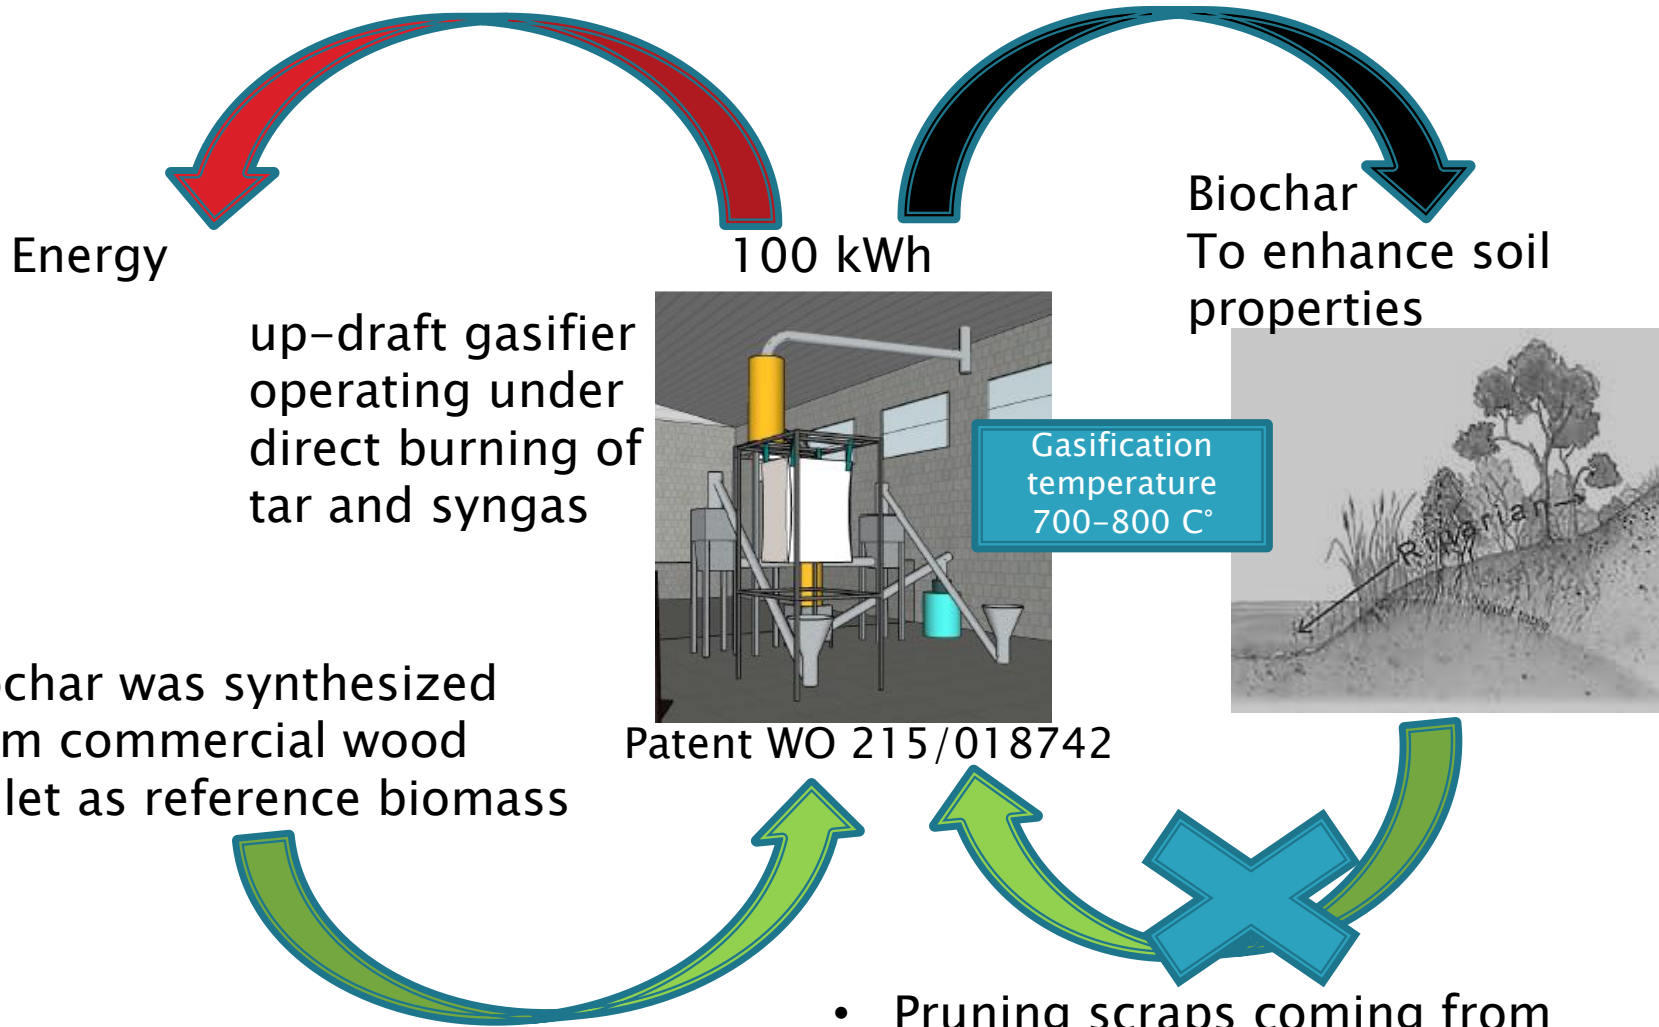 Energy
100 kWh
Biochar
To enhance soil
properties
up-draft gasifier
operating under
direct burning of
tar and syngas
Gasification
temperature
700-800 C°
Riparian
ochar was synthesized
m commercial wood
let as reference biomass
Patent WO 215/018742
• Pruning scraps coming from